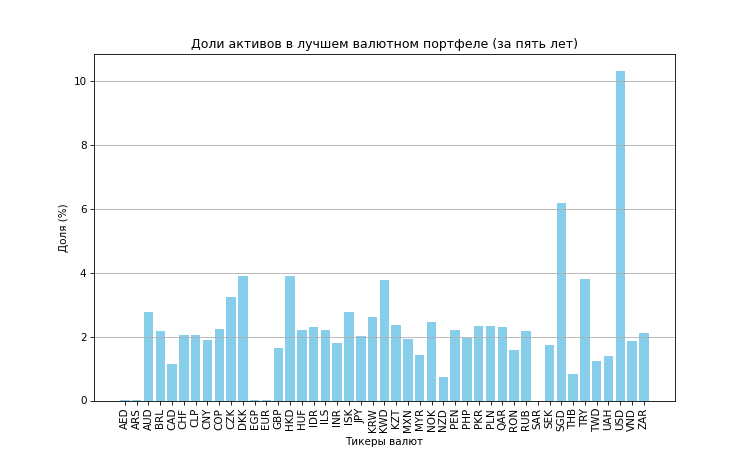 Доли активов в лучшем валютном портфеле (за пять лет)
Доля (%)
10
8
6
4
2
0
AED ARS AUD BRL CAD CHF CLP CNY COP CZK DKK EGP EUR GBP HKD HUF IDR ILS INR ISK JPY KRW KWD KZT MXN MYR NOK NZD PEN PHP PKR PLN QAR RON RUB SAR SEK SGD THB TRY TWD UAH USD VND ZAR
Тикеры валют